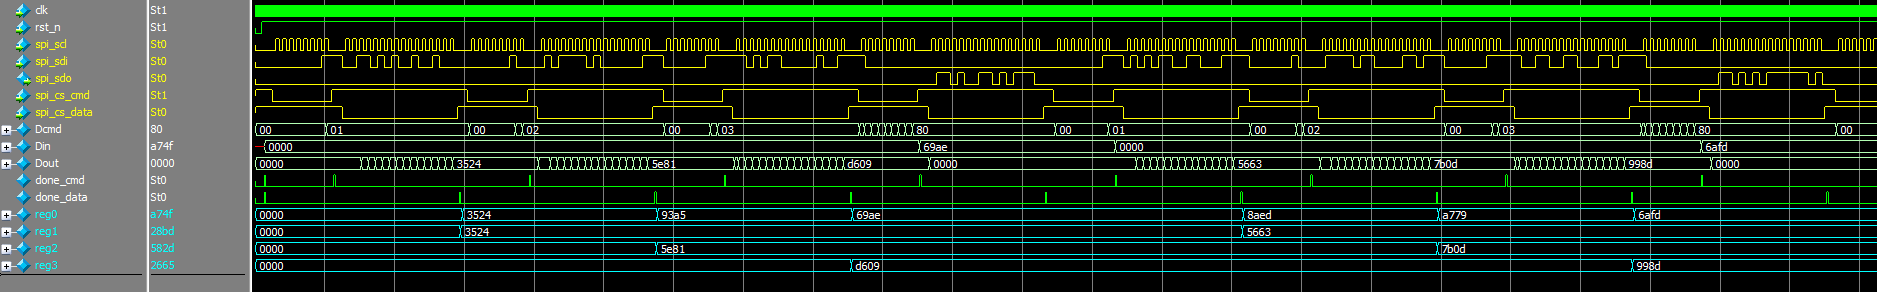 clk St1
rst_n St1
spi_scl St0
spi_sdi St0
spi_sdo St0
spi_cs_cmd St1
spi_cs_data St0
Dcmd 80 00 01 00 02 00 03 80 00 01 00 02 00 03 80 00
Din a74f 0000 69ae 0000 6afd
Dout 0000 0000 3524 5e81 d609 0000 5663 7b0d 998d 0000
done_cmd St0
done_data St0
reg0 a74f 0000 3524 93a5 69ae 8aed a779 6afd
reg1 28bd 0000 3524 5663
reg2 582d 0000 5e81 7b0d
reg3 2665 0000 d609 998d